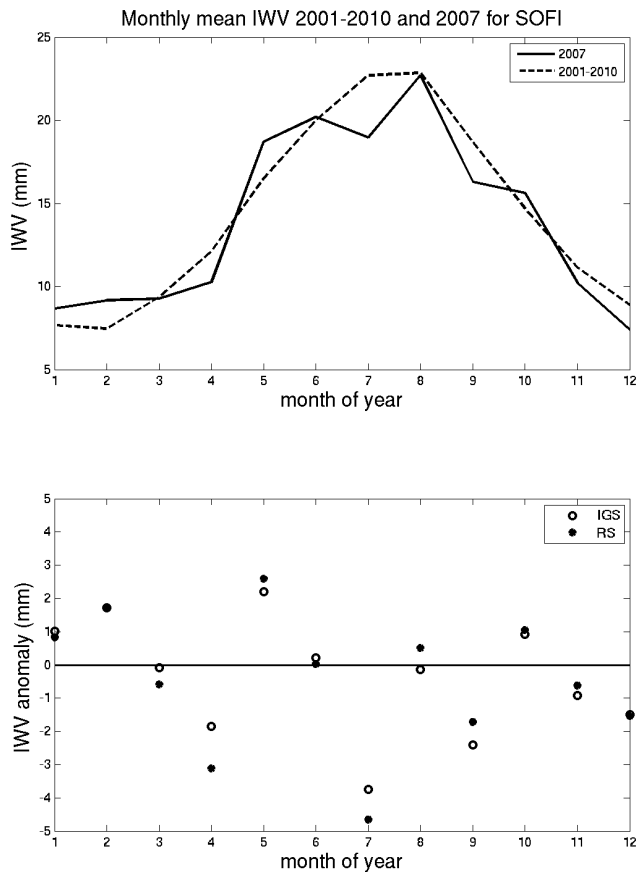 Monthly mean IWV 2001-2010 and 2007 for SOFI
2007
2001-2010
IWV (mm)
25
20
15
10
5
1 2 3 4 5 6 7 8 9 10 11 12
month of year
IGS
RS
IWV anomaly (mm)
5
4
3
2
1
0
-1
-2
-3
-4
-5
1 2 3 4 5 6 7 8 9 10 11 12
month of year